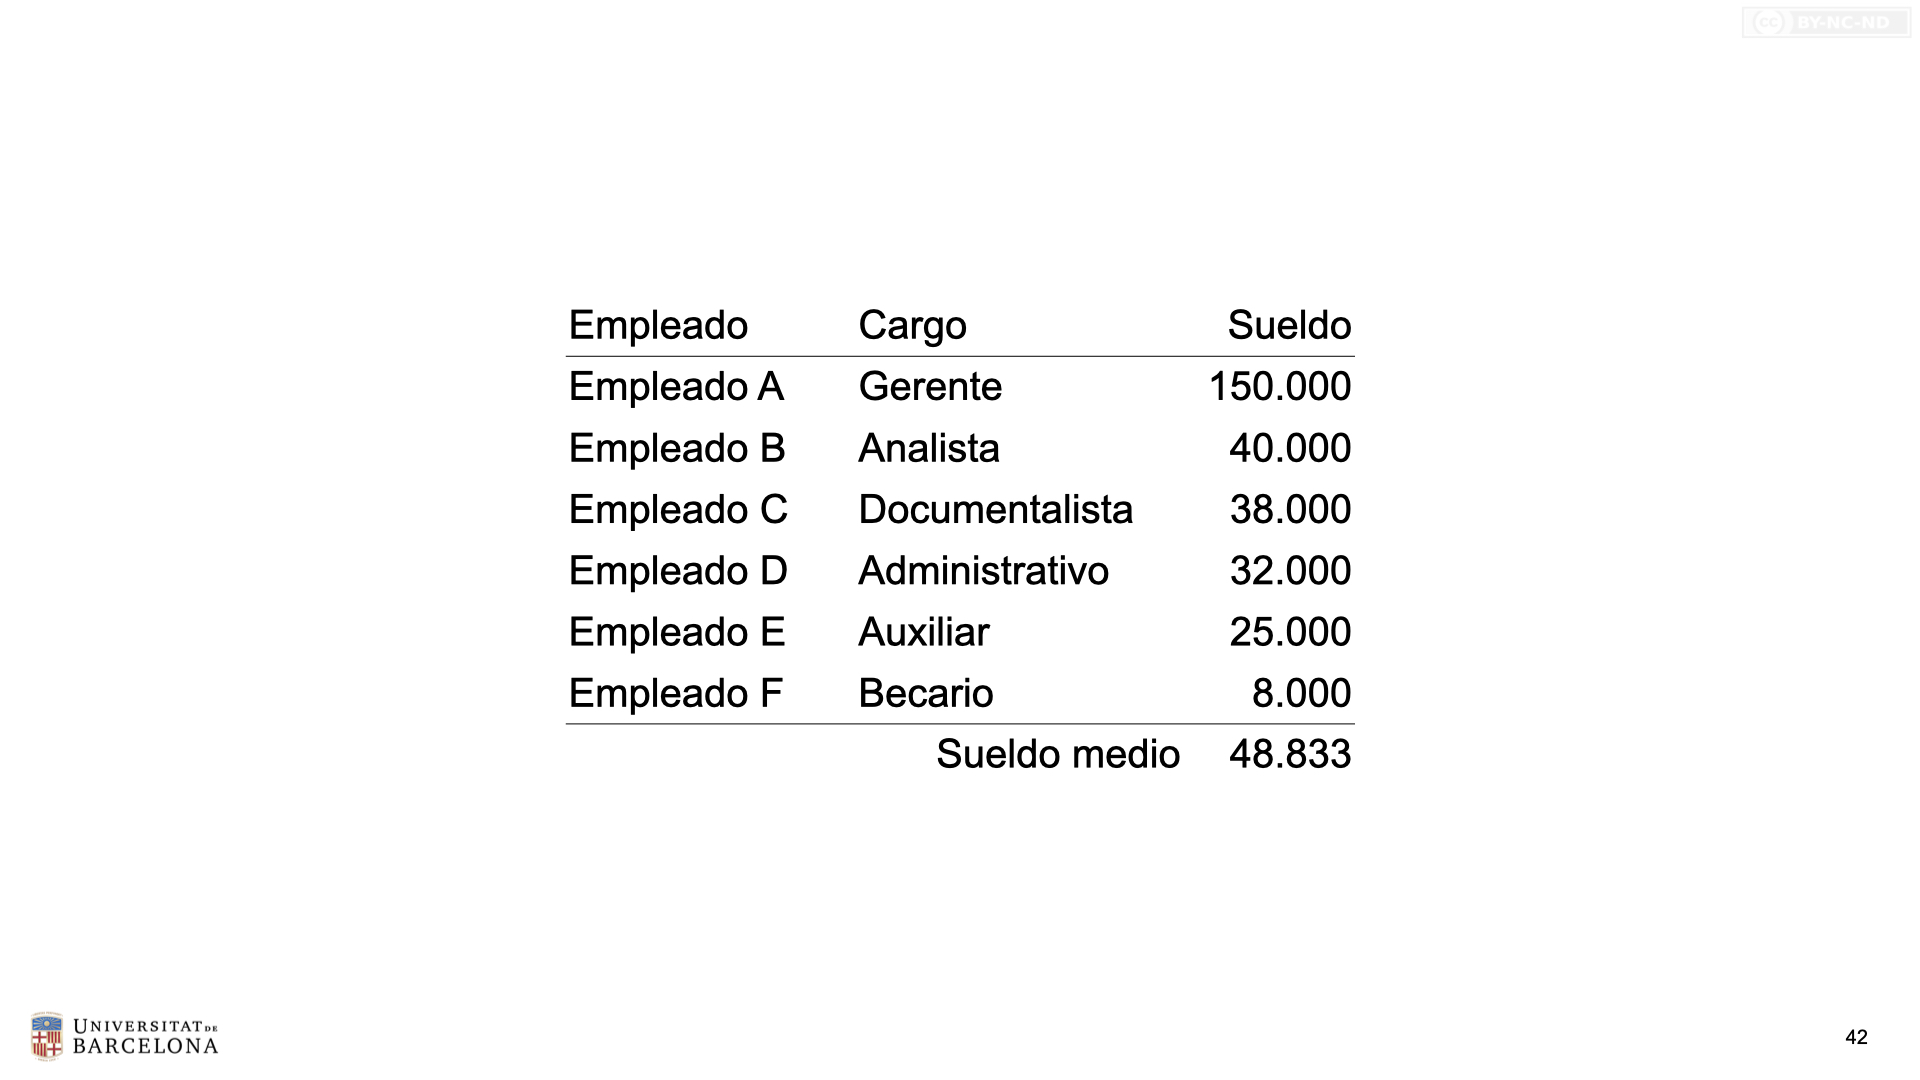 BY-NC-ND
Empleado Cargo Sueldo
Empleado A Gerente 150.000
Empleado B Analista 40.000
Empleado C Documentalista 38.000
Empleado D Administrativo 32.000
Empleado E Auxiliar 25.000
Empleado F Becario 8.000
Sueldo medio 48.833
UNIVERSITAT DE
BARCELONA
42